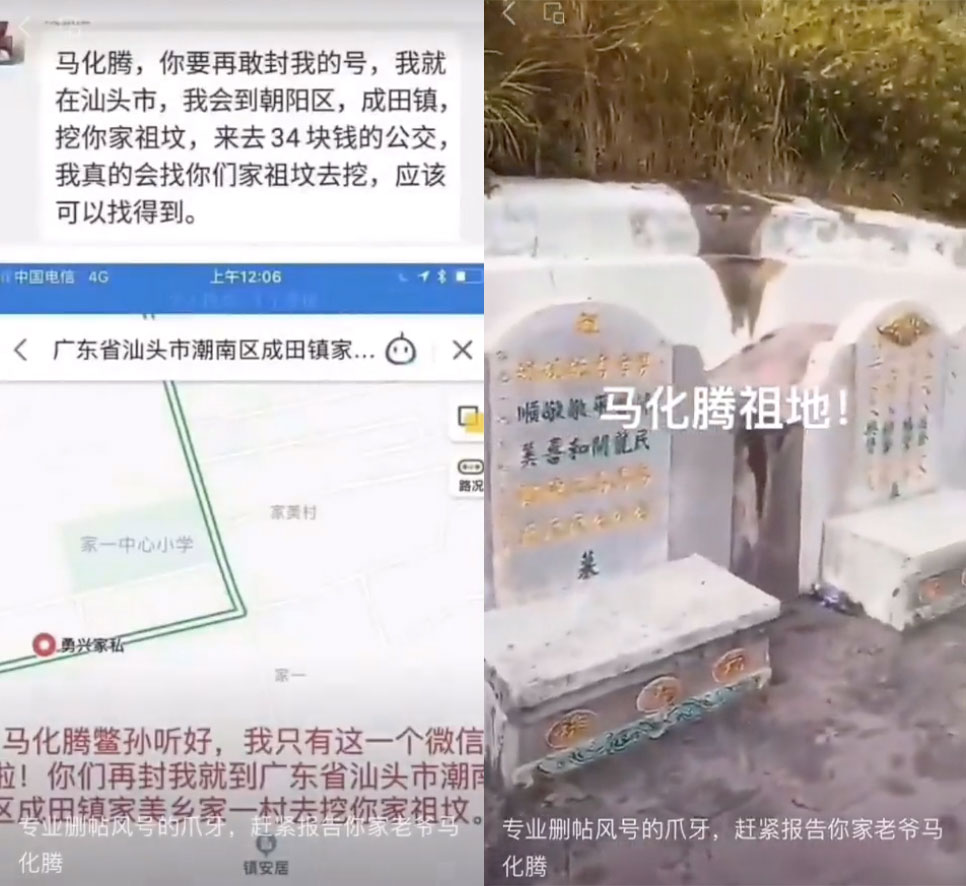 马化腾，你要再敢封我的号，我就
在汕头市，我会到朝阳区，成田镇，
挖你家祖坟，来去34块钱的公交，
我真的会找你们家祖坟去挖，应该
可以找得到。
中国电信 4G 上午12:06
广东省汕头市潮南区成田镇家...
路况
家美村
家一中心小学
勇兴家私
家一
马化腾鳖孙听好，我只有这一个微信
啦！你们再封我就到广东省汕头市潮南
区成田镇家美乡家一村去挖你家祖坟。
专业删帖风号的爪牙，赶紧报告你家老爷马
化腾
镇安居
马化腾祖地！
順敬
美喜和開龍民
墓
专业删帖风号的爪牙，赶紧报告你家老爷马
化腾